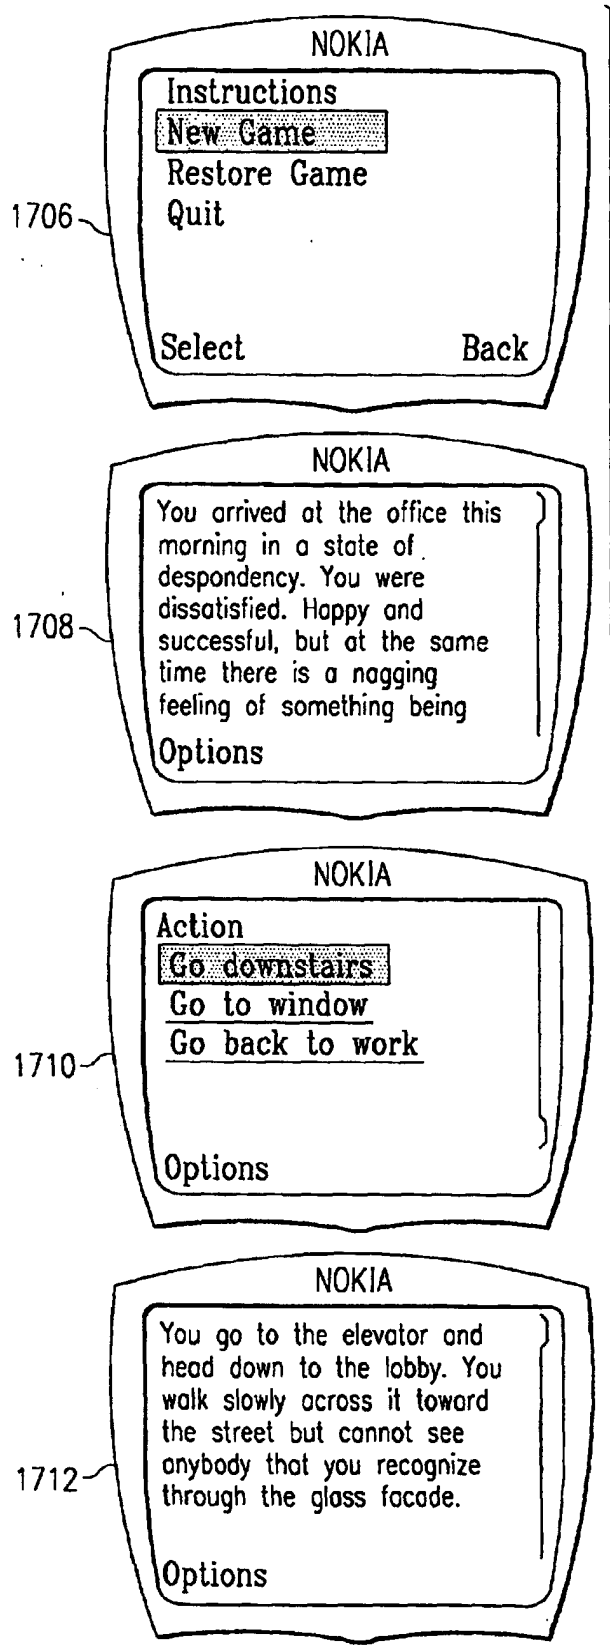 NOKIA
Instructions
New Game
Restore Game
Quit
1706
Select Back
NOKIA
You arrived at the office this
morning in a state of
despondency. You were
dissatisfied. Happy and
1708
successful, but at the same
time there is a nagging
feeling of something being
Options
NOKIA
Action
Go downstairs
Go to window
Go back to work
1710
Options
NOKIA
You go to the elevator and
head down to the lobby. You
walk slowly across it toward
the street but cannot see
anybody that you recognize
1712
through the glass facade.
Options